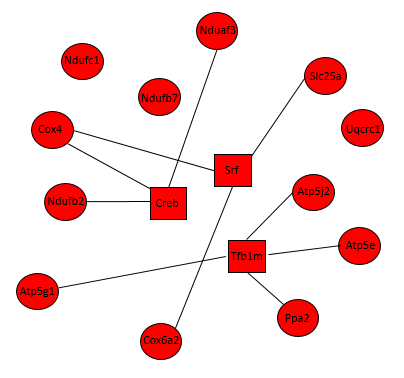 Nduaf3
Ndufc1
Slc25a
Ndufb7
Cox4
Uqcrc1
Srf
Atp5j2
Ndufb2
Creb
Atp5e
Tfb1m
Atp5g1
Ppa2
Cox6a2